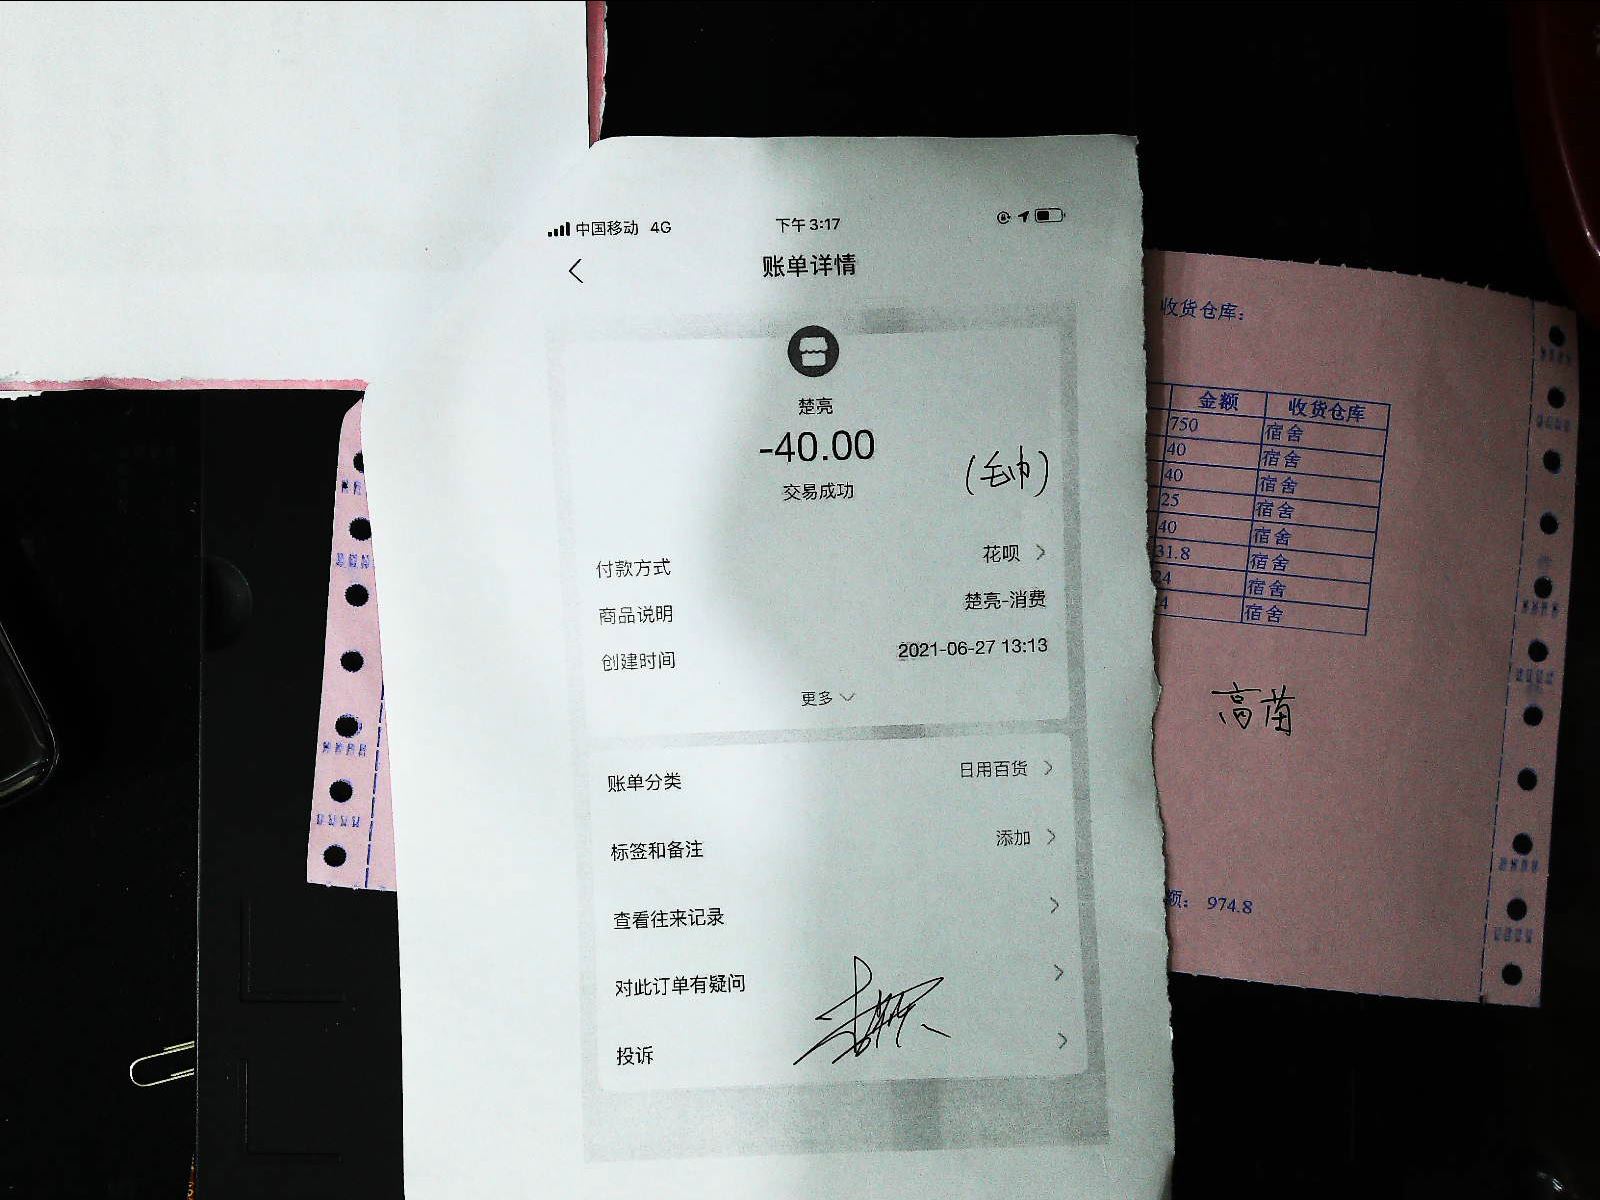 中国移动 4G 下午3:17
账单详情
楚亮
-40.00
(毛巾)
交易成功
付款方式 花呗
商品说明 楚亮-消费
创建时间 2021-06-27 13:13
更多
账单分类 日用百货
标签和备注 添加
查看往来记录
对此订单有疑问
投诉
收货仓库:
金额 收货仓库
750 宿舍
40 宿舍
40 宿舍
25 宿舍
40 宿舍
31.8 宿舍
24 宿舍
4 宿舍
高苗
额: 974.8